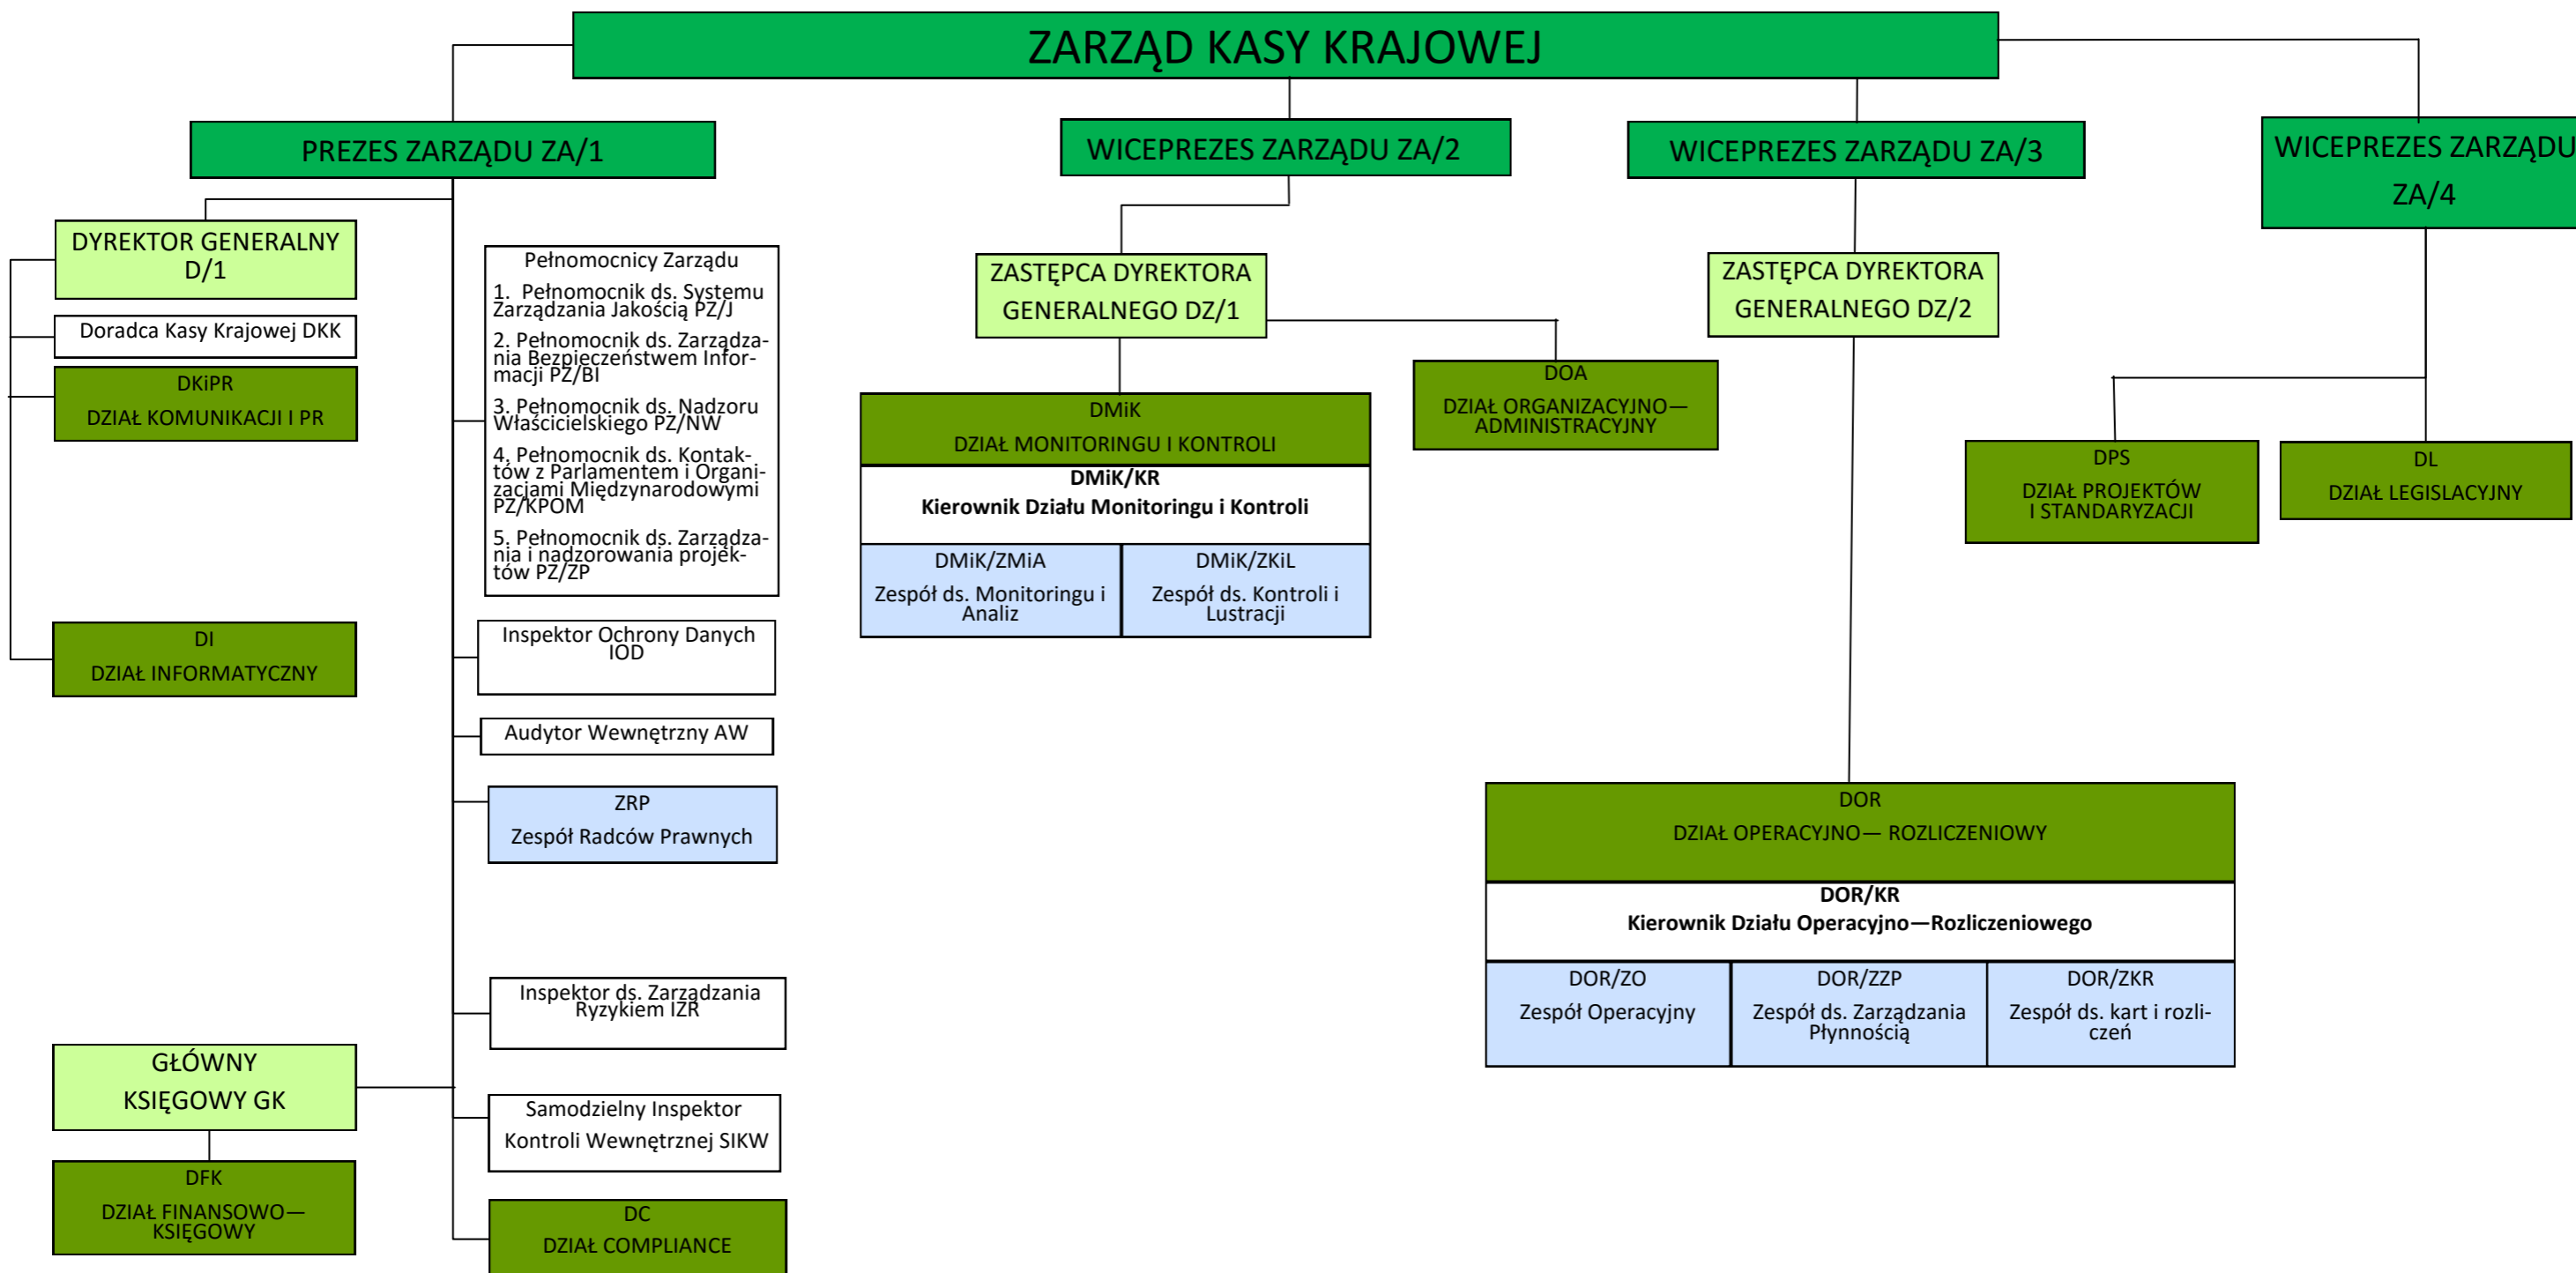 ZARZĄD KASY KRAJOWEJ
PREZES ZARZĄDU ZA/1
WICEPREZES ZARZĄDU ZA/2
WICEPREZES ZARZĄDU ZA/3
WICEPREZES ZARZĄDU
ZA/4
DYREKTOR GENERALNY
D/1
Doradca Kasy Krajowej DKK
DKiPR
DZIAŁ KOMUNIKACJI I PR
DI
DZIAŁ INFORMATYCZNY
GŁÓWNY
KSIĘGOWY GK
DFK
DZIAŁ FINANSOWO—
KSIĘGOWY
Pełnomocnicy Zarządu
1. Pełnomocnik ds. Systemu
Zarządzania Jakością PZ/J
2. Pełnomocnik ds. Zarządza-
nia Bezpieczeństwem Infor-
macji PZ/BI
3. Pełnomocnik ds. Nadzoru
Właścicielskiego PZ/NW
4. Pełnomocnik ds. Kontak-
tów z Parlamentem i Organi-
zacjami Międzynarodowymi
PZ/KPOM
5. Pełnomocnik ds. Zarządza-
nia i nadzorowania projek-
tów PZ/ZP
Inspektor Ochrony Danych
IOD
Audytor Wewnętrzny AW
ZRP
Zespół Radców Prawnych
Inspektor ds. Zarządzania
Ryzykiem IZR
Samodzielny Inspektor
Kontroli Wewnętrznej SIKW
DC
DZIAŁ COMPLIANCE
ZASTĘPCA DYREKTORA
GENERALNEGO DZ/1
DMiK
DZIAŁ MONITORINGU I KONTROLI
DMiK/KR
Kierownik Działu Monitoringu i Kontroli
DMiK/ZMiA
Zespół ds. Monitoringu i
Analiz
DMiK/ZKiL
Zespół ds. Kontroli i
Lustracji
DOA
DZIAŁ ORGANIZACYJNO—
ADMINISTRACYJNY
ZASTĘPCA DYREKTORA
GENERALNEGO DZ/2
DOR
DZIAŁ OPERACYJNO— ROZLICZENIOWY
DOR/KR
Kierownik Działu Operacyjno—Rozliczeniowego
DOR/ZO
Zespół Operacyjny
DOR/ZZP
Zespół ds. Zarządzania
Płynnością
DOR/ZKR
Zespół ds. kart i rozli-
czeń
DPS
DZIAŁ PROJEKTÓW
I STANDARYZACJI
DL
DZIAŁ LEGISLACYJNY